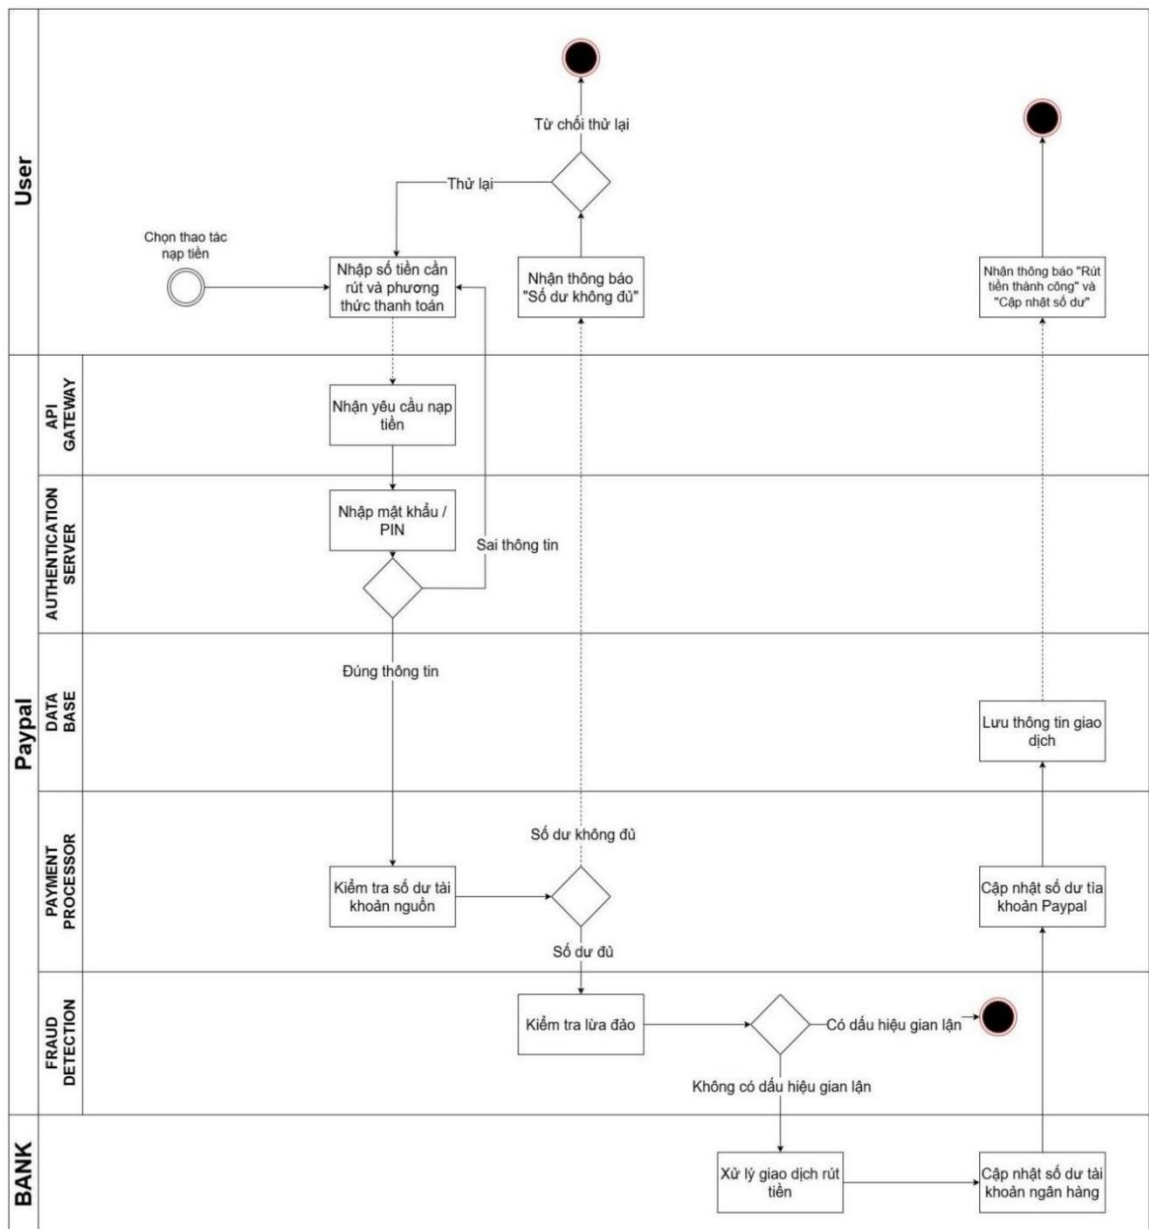 User
Từ chối thử lại
Thử lại
Chọn thao tác
nạp tiền
Nhập số tiền cần
rút và phương
thức thanh toán
Nhận thông báo
"Số dư không đủ"
Nhận thông báo "Rút
tiền thành công" và
"Cập nhật số dư"
Paypal
API
GATEWAY
Nhận yêu cầu nạp
tiền
AUTHENTICATION
SERVER
Nhập mật khẩu /
PIN
Sai thông tin
DATA
BASE
Đúng thông tin
Lưu thông tin giao
dịch
PAYMENT
PROCESSOR
Số dư không đủ
Kiểm tra số dư tài
khoản nguồn
Cập nhật số dư tìa
khoản Paypal
Số dư đủ
FRAUD
DETECTION
Kiểm tra lừa đảo
Có dấu hiệu gian lận
Không có dấu hiệu gian lận
BANK
Xử lý giao dịch rút
tiền
Cập nhật số dư tài
khoản ngân hàng